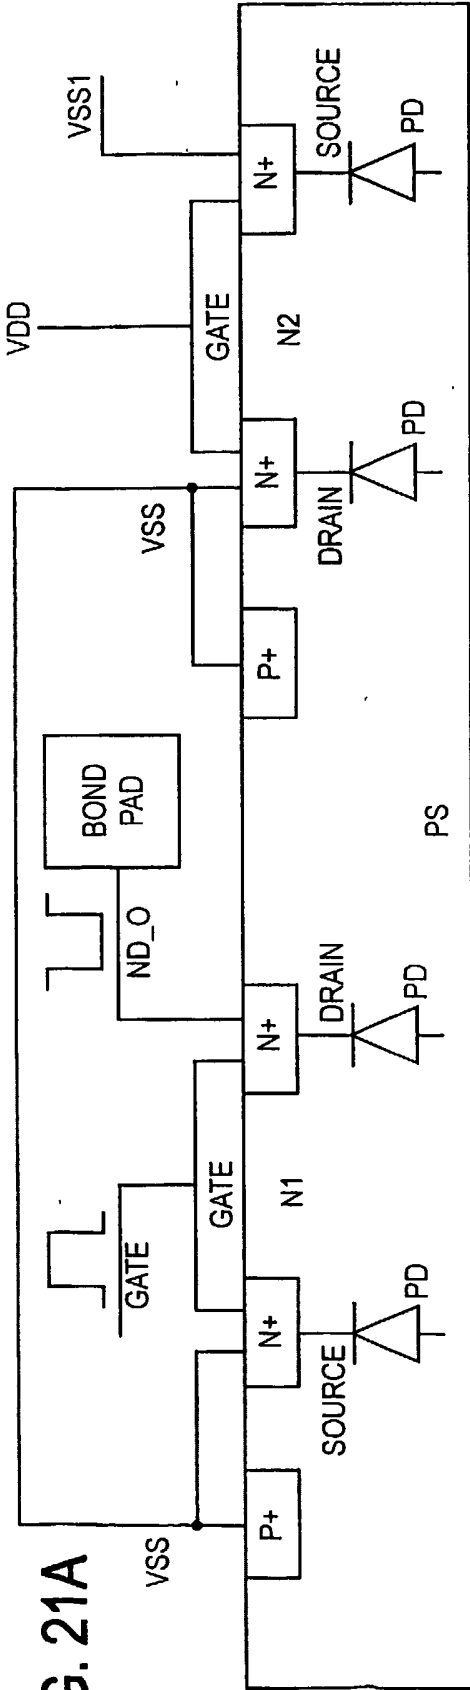 G. 21A
VSS
GATE
ND_O
BOND
PAD
VSS
VDD
VSS1
GATE
GATE
P+
N+
N+
P+
N+
N+
N1
N2
SOURCE
DRAIN
DRAIN
SOURCE
PD
PD
PD
PD
PS